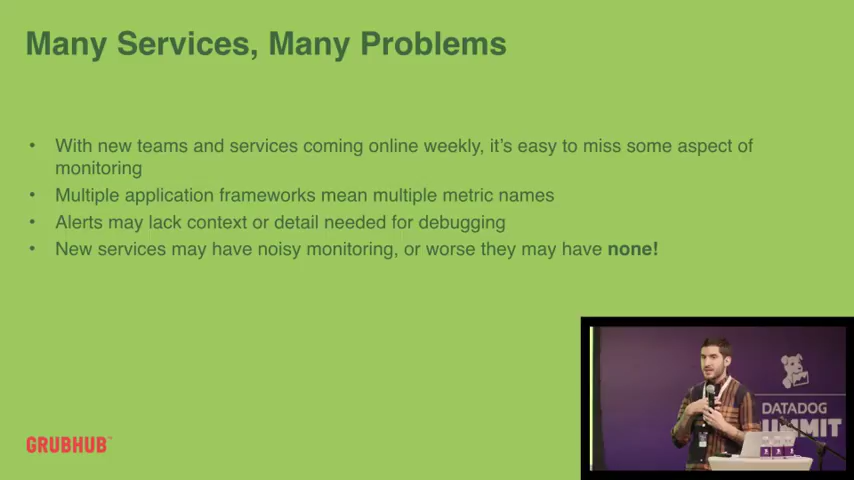 Many Services, Many Problems
• With new teams and services coming online weekly, it's easy to miss some aspect of
monitoring
• Multiple application frameworks mean multiple metric names
• Alerts may lack context or detail needed for debugging
• New services may have noisy monitoring, or worse they may have none!
DATADOG
SUMMIT
GRUBHUB